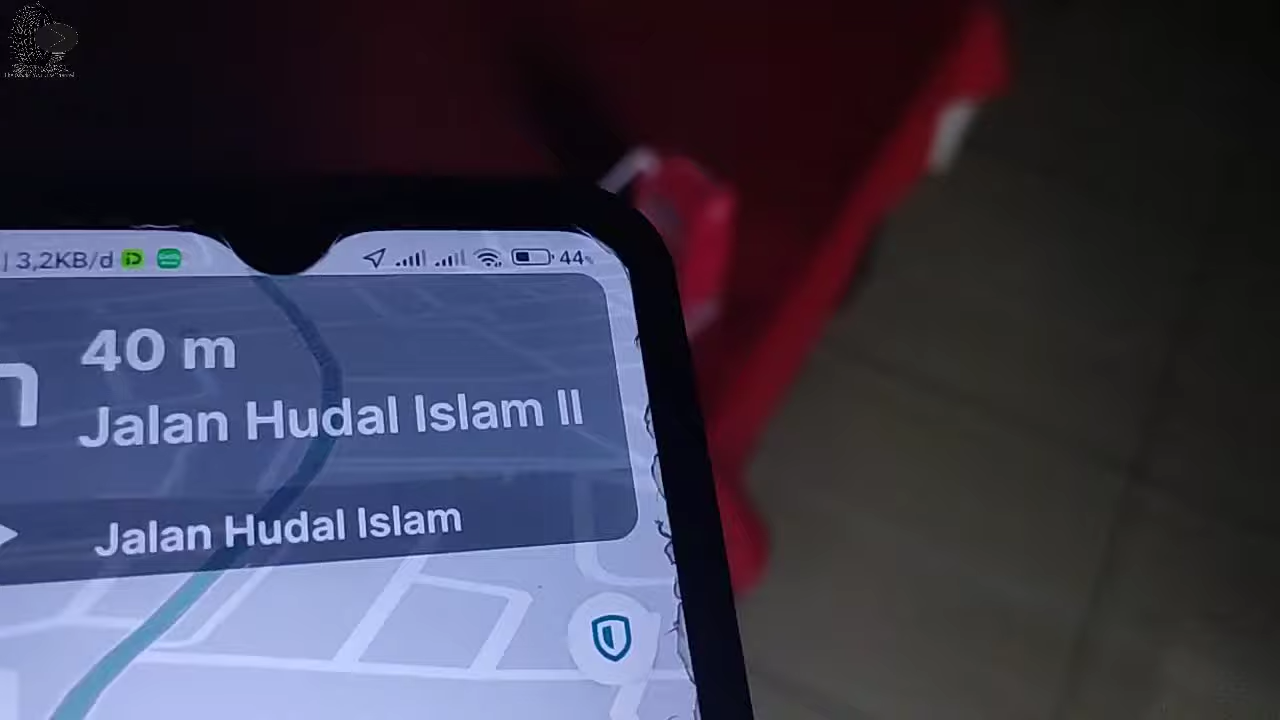 | 3,2KB/d
44
40 m
Jalan Hudal Islam II
Jalan Hudal Islam